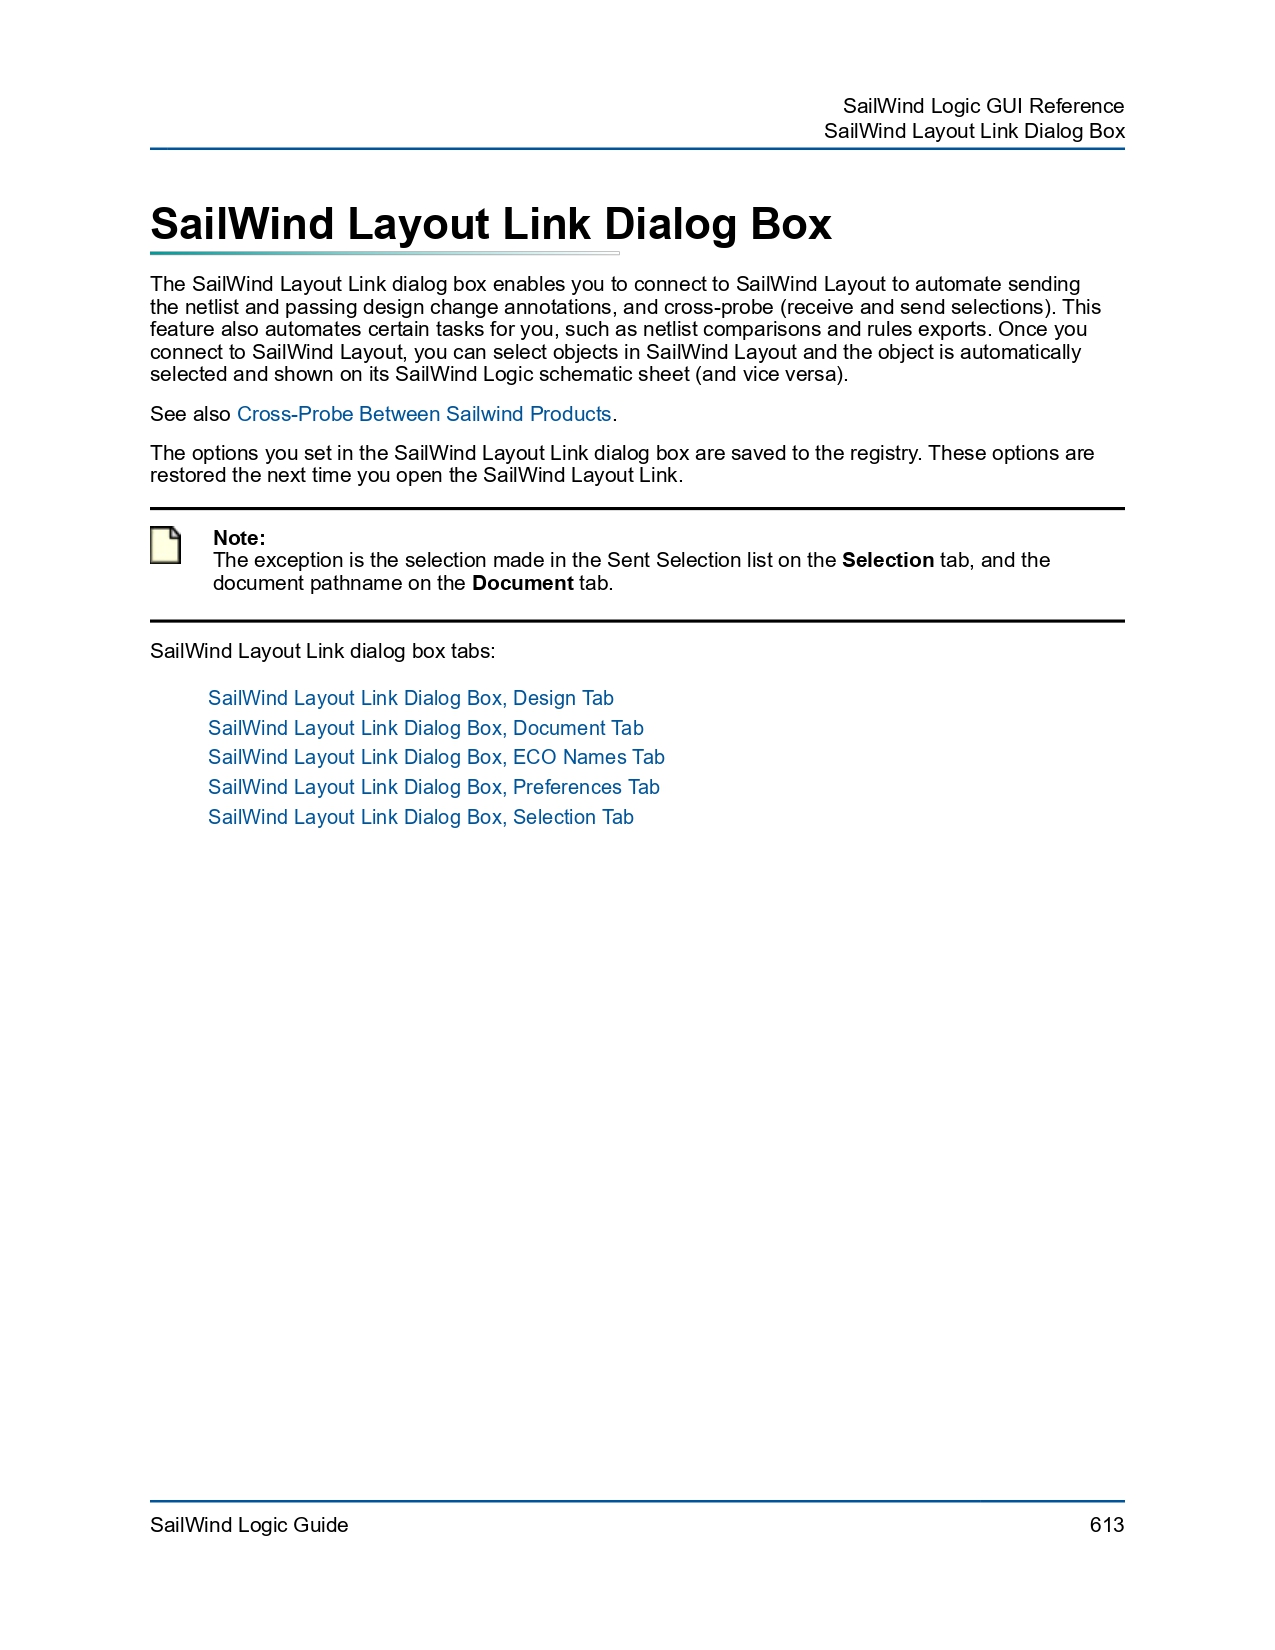 SailWind Logic GUI Reference
SailWind Layout Link Dialog Box
SailWind Layout Link Dialog Box
The SailWind Layout Link dialog box enables you to connect to SailWind Layout to automate sending
the netlist and passing design change annotations, and cross-probe (receive and send selections). This
feature also automates certain tasks for you, such as netlist comparisons and rules exports. Once you
connect to SailWind Layout, you can select objects in SailWind Layout and the object is automatically
selected and shown on its SailWind Logic schematic sheet (and vice versa).
See also Cross-Probe Between Sailwind Products.
The options you set in the SailWind Layout Link dialog box are saved to the registry. These options are
restored the next time you open the SailWind Layout Link.
Note:
The exception is the selection made in the Sent Selection list on the Selection tab, and the
document pathname on the Document tab.
SailWind Layout Link dialog box tabs:
SailWind Layout Link Dialog Box, Design Tab
SailWind Layout Link Dialog Box, Document Tab
SailWind Layout Link Dialog Box, ECO Names Tab
SailWind Layout Link Dialog Box, Preferences Tab
SailWind Layout Link Dialog Box, Selection Tab
SailWind Logic Guide
613